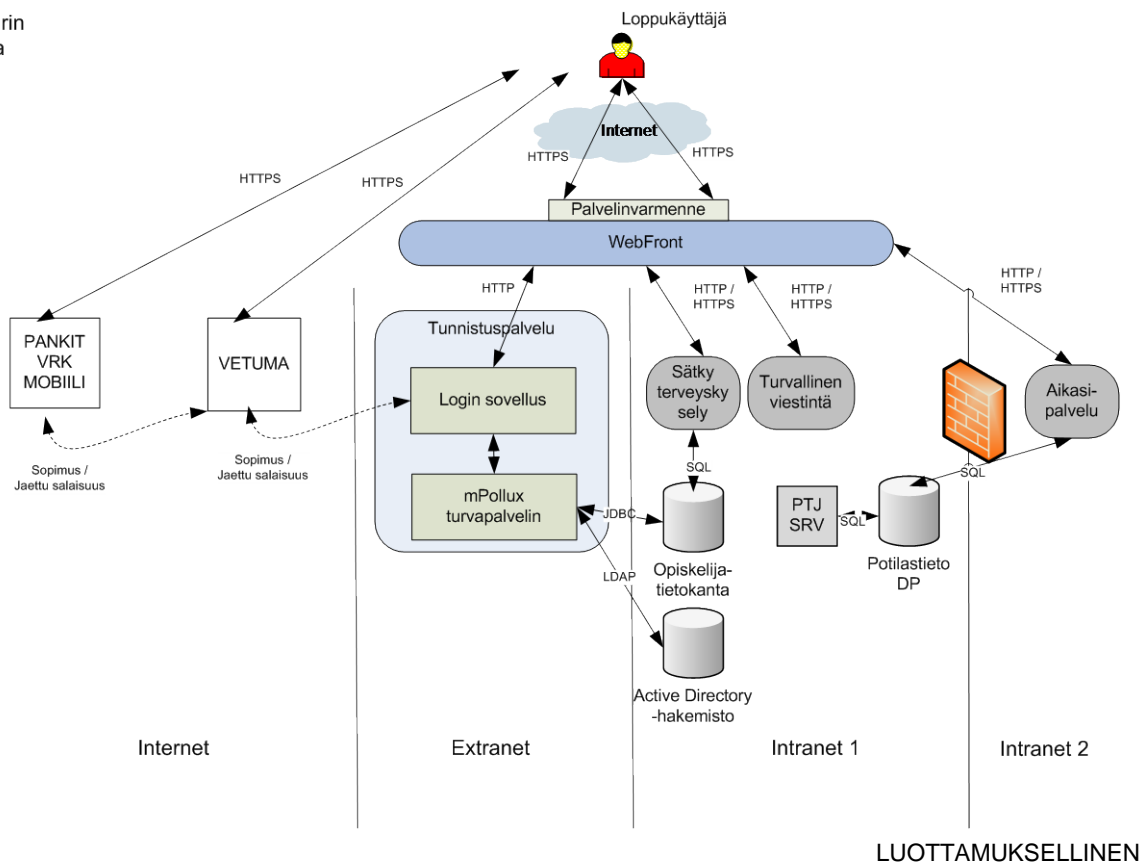 rin
a
Loppukäyttäjä
Internet
HTTPS
HTTPS
HTTPS
HTTPS
Palvelinvarmenne
WebFront
HTTP
HTTP /
HTTPS
HTTP /
HTTPS
HTTP /
HTTPS
PANKIT
VRK
MOBIILI
VETUMA
Tunnistuspalvelu
Login sovellus
Sätky
terveysky
sely
Turvallinen
viestintä
Aikasi-
palvelu
Sopimus /
Jaettu salaisuus
Sopimus /
Jaettu salaisuus
SQL
SQL
mPollux
turvapalvelin
JDBC
PTJ
SRV
SQL
Opiskelija-
tietokanta
Potilastieto
DP
LDAP
Active Directory
-hakemisto
Internet
Extranet
Intranet 1
Intranet 2
LUOTTAMUKSELLINEN